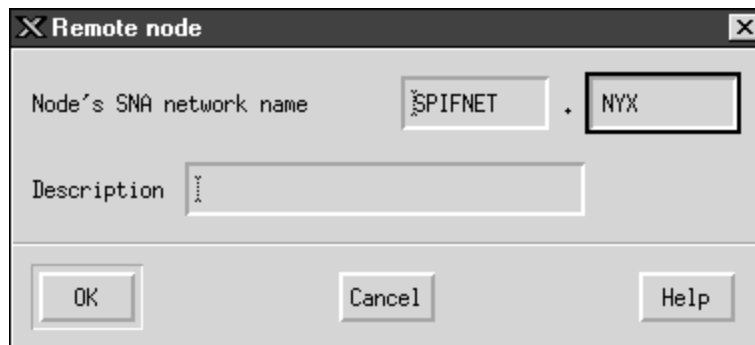 Remote node
Node's SNA network name SPIFNET . NYX
Description
OK Cancel Help